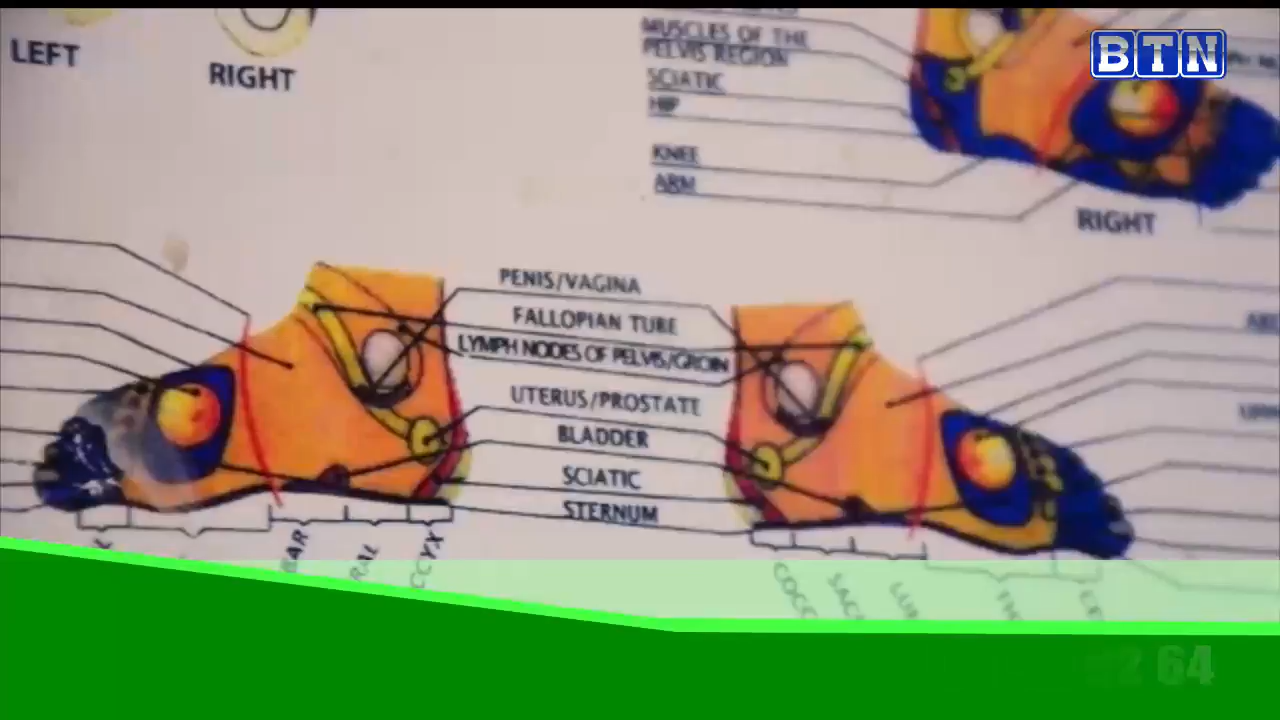 BTN
LEFT
RIGHT
MUSCLES OF THE
PELVIS REGION
SCIATIC
HIP
KNEE
ARM
RIGHT
PENIS/VAGINA
FALLOPIAN TUBE
LYMPH NODES OF PELVIS/GROIN
UTERUS/PROSTATE
BLADDER
SCIATIC
STERNUM
64